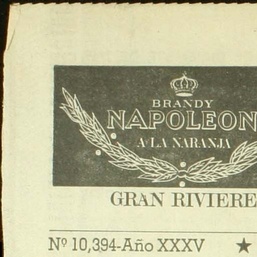 BRANDY
NAPOLEON
A LA NARANJA
GRAN RIVIERE
Nº 10,394-Año XXXV ★